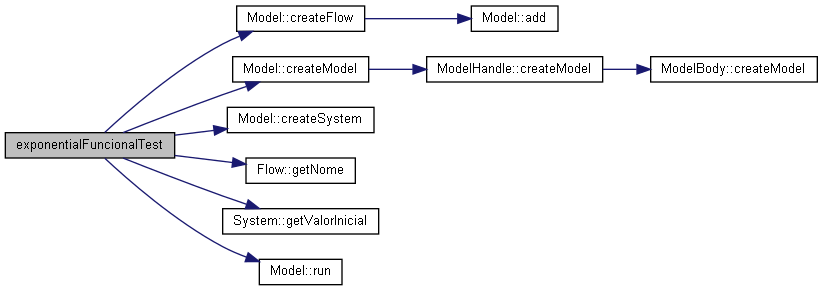 Model::createFlow
Model::add
Model::createModel
ModelHandle::createModel
ModelBody::createModel
Model::createSystem
exponentialFuncionalTest
Flow::getNome
System::getValorInicial
Model::run